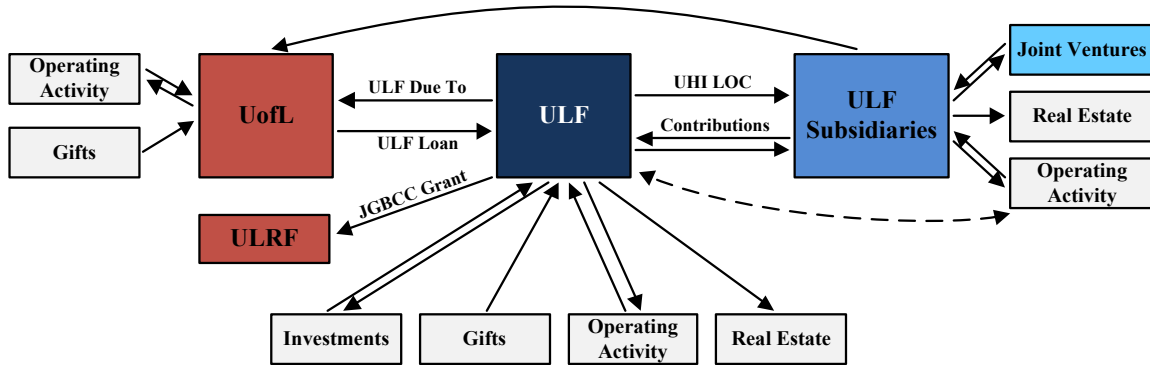 Operating
Activity
Gifts
UofL
ULF Due To
ULF Loan
JGBCC Grant
ULRF
ULF
UHI LOC
Contributions
ULF
Subsidiaries
Joint Ventures
Real Estate
Operating
Activity
Investments
Gifts
Operating
Activity
Real Estate